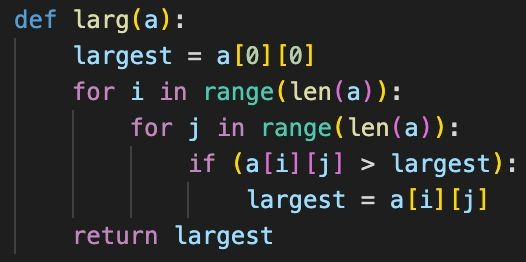 def larg(a):
    largest = a[0][0]
    for i in range(len(a)):
        for j in range(len(a)):
            if (a[i][j] > largest):
                largest = a[i][j]
    return largest